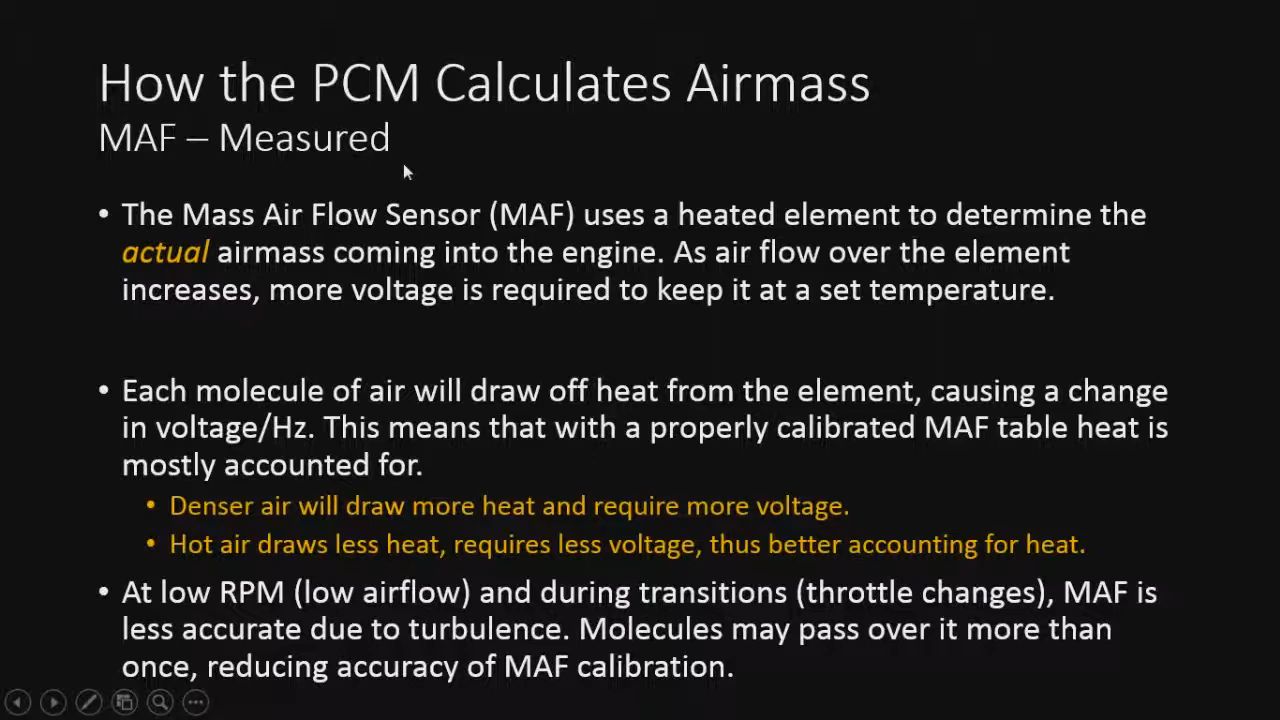 How the PCM Calculates Airmass
MAF – Measured
• The Mass Air Flow Sensor (MAF) uses a heated element to determine the
actual airmass coming into the engine. As air flow over the element
increases, more voltage is required to keep it at a set temperature.
• Each molecule of air will draw off heat from the element, causing a change
in voltage/Hz. This means that with a properly calibrated MAF table heat is
mostly accounted for.
• Denser air will draw more heat and require more voltage.
• Hot air draws less heat, requires less voltage, thus better accounting for heat.
• At low RPM (low airflow) and during transitions (throttle changes), MAF is
less accurate due to turbulence. Molecules may pass over it more than
once, reducing accuracy of MAF calibration.